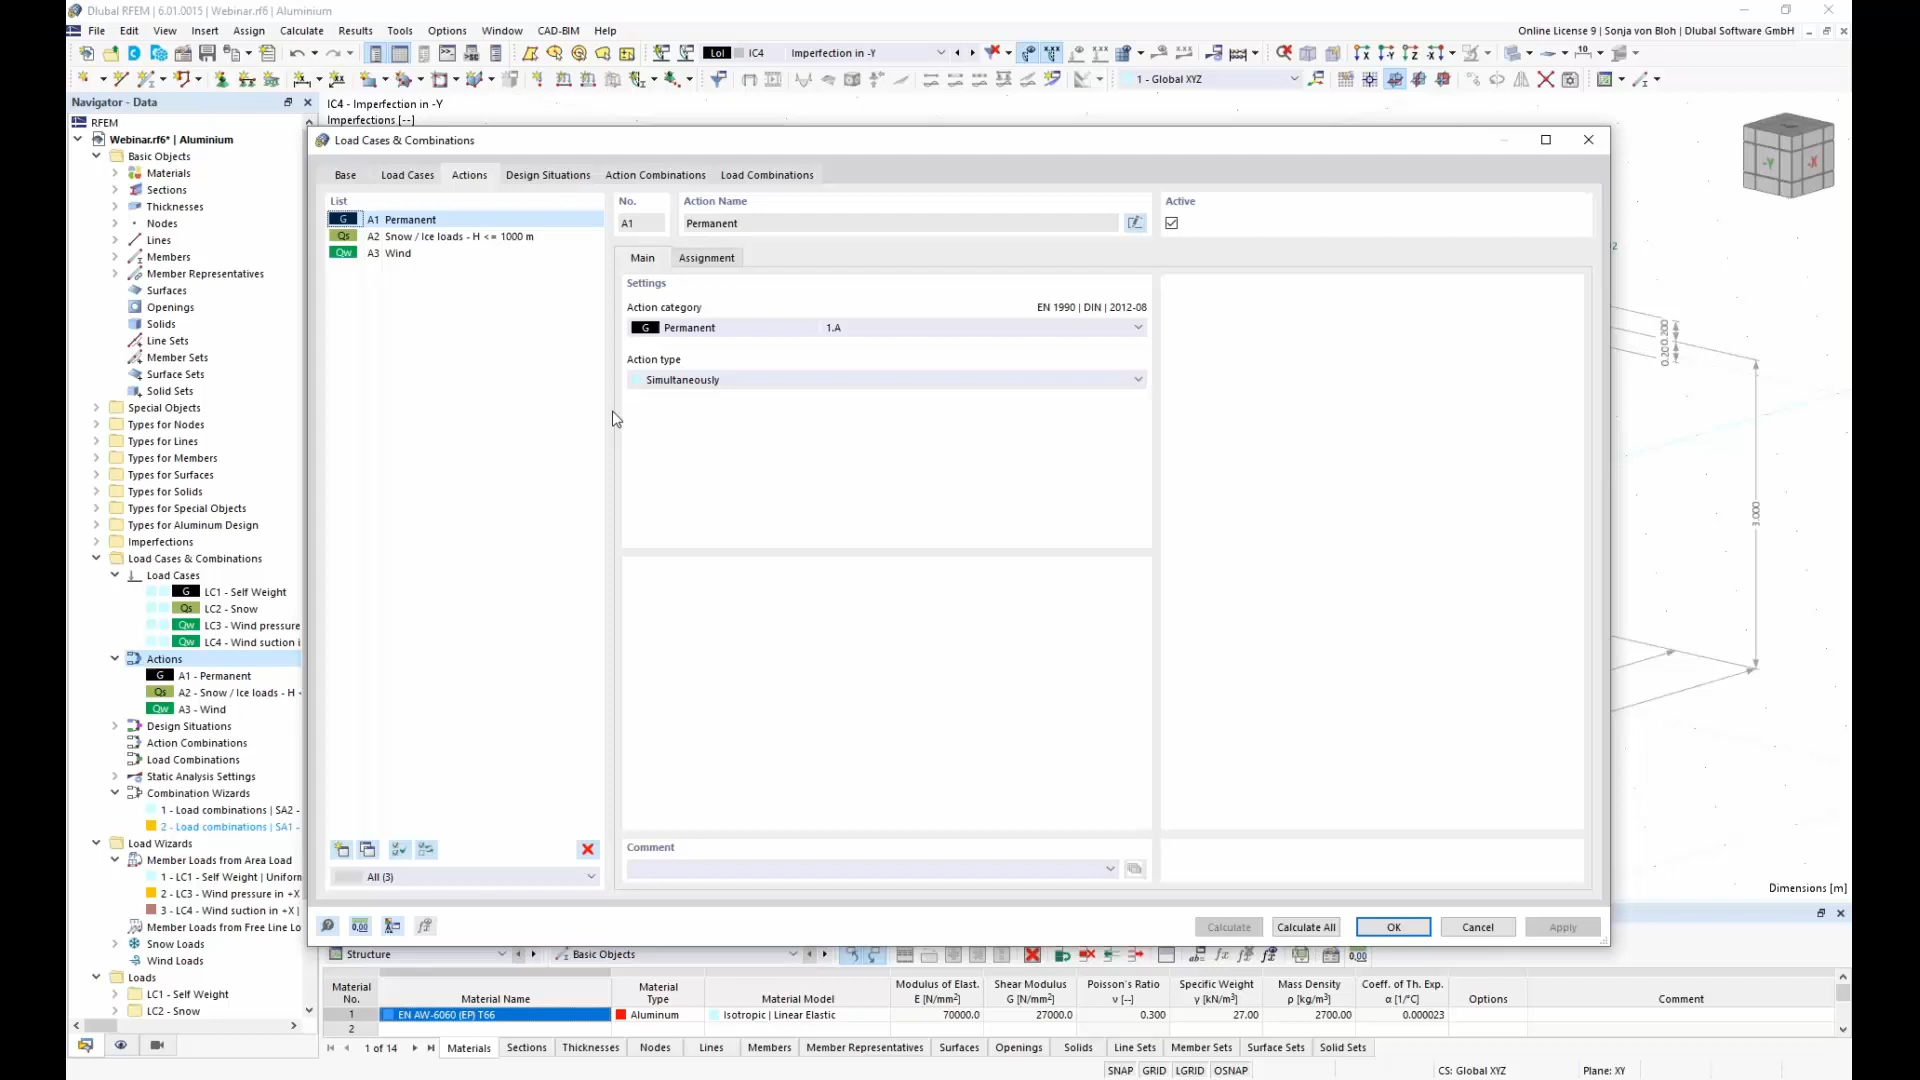 Dlubal RFEM | 6.01.0015 | Webinar.rf6* | Aluminium
File Edit View Insert Assign Calculate Results Tools Options Window CAD-BIM Help
Online License 9 | Sonja von Bloh | Dlubal Software GmbH
LoI IC4 Imperfection in -Y
1 - Global XYZ
Navigator - Data
IC4 - Imperfection in -Y
Imperfections [--]
RFEM
Webinar.rf6* | Aluminium
Basic Objects
Materials
Sections
Thicknesses
Nodes
Lines
Members
Member Representatives
Surfaces
Openings
Solids
Line Sets
Member Sets
Surface Sets
Solid Sets
Special Objects
Types for Nodes
Types for Lines
Types for Members
Types for Surfaces
Types for Solids
Types for Special Objects
Types for Aluminum Design
Imperfections
Load Cases & Combinations
Load Cases
G LC1 - Self Weight
Qs LC2 - Snow
Qw LC3 - Wind pressure
Qw LC4 - Wind suction i
Actions
G A1 - Permanent
Qs A2 - Snow / Ice loads - H <
Qw A3 - Wind
Design Situations
Action Combinations
Load Combinations
Static Analysis Settings
Combination Wizards
1 - Load combinations | SA2 -
2 - Load combinations | SA1 -
Load Wizards
Member Loads from Area Load
1 - LC1 - Self Weight | Uniform
2 - LC3 - Wind pressure in +X
3 - LC4 - Wind suction in +X |
Member Loads from Free Line Lo
Snow Loads
Wind Loads
Loads
LC1 - Self Weight
LC2 - Snow
Load Cases & Combinations
Base Load Cases Actions Design Situations Action Combinations Load Combinations
List
G A1 Permanent
Qs A2 Snow / Ice loads - H <= 1000 m
Qw A3 Wind
All (3)
No.
A1
Action Name
Permanent
Active
Main Assignment
Settings
Action category EN 1990 | DIN | 2012-08
G Permanent 1.A
Action type
Simultaneously
Comment
Calculate Calculate All OK Cancel Apply
-Y -X
0.200
0.20
3.000
Dimensions [m]
Structure Basic Objects
Material No. Material Name Material Type Material Model Modulus of Elast. E [N/mm²] Shear Modulus G [N/mm²] Poisson's Ratio ν [--] Specific Weight γ [kN/m³] Mass Density ρ [kg/m³] Coeff. of Th. Exp. α [1/°C] Options Comment
1 EN AW-6060 (EP) T66 Aluminum Isotropic | Linear Elastic 70000.0 27000.0 0.300 27.00 2700.00 0.000023
2
1 of 14 Materials Sections Thicknesses Nodes Lines Members Member Representatives Surfaces Openings Solids Line Sets Member Sets Surface Sets Solid Sets
SNAP GRID LGRID OSNAP CS: Global XYZ Plane: XY